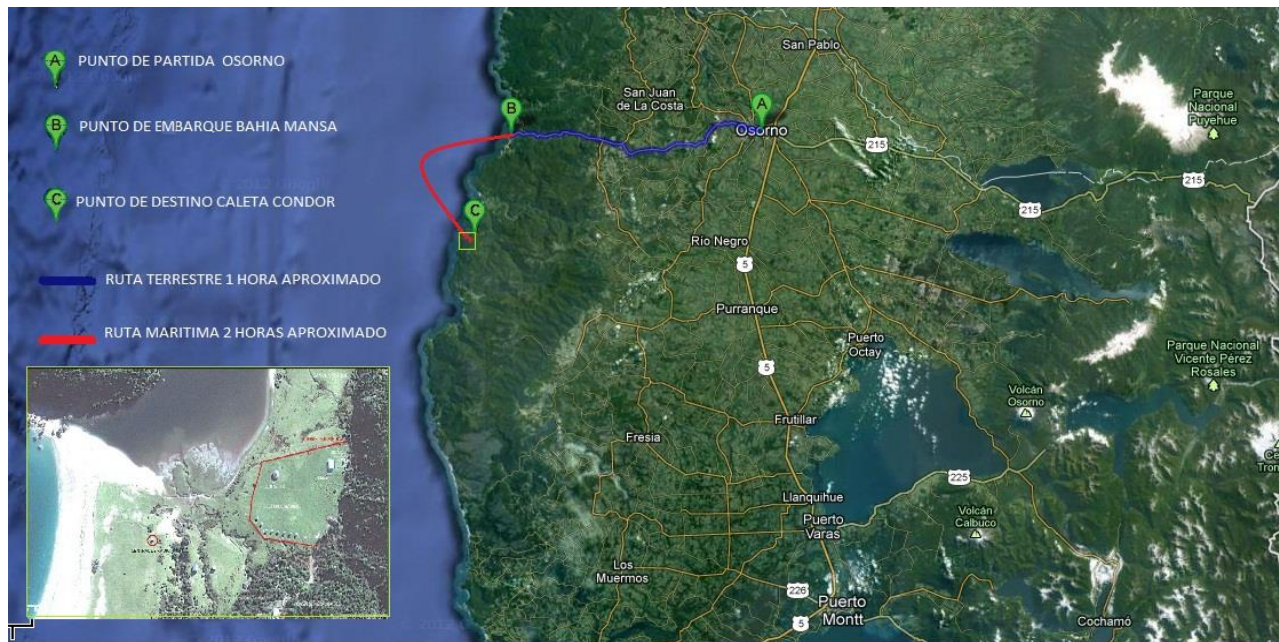 A PUNTO DE PARTIDA OSORNO
B PUNTO DE EMBARQUE BAHIA MANSA
C PUNTO DE DESTINO CALETA CONDOR
RUTA TERRESTRE 1 HORA APROXIMADO
RUTA MARITIMA 2 HORAS APROXIMADO
San Pablo
San Juan
de La Costa
A
B
C
Osorno
Parque
Nacional
Puyehue
215
215
215
Río Negro
5
Purranque
Puerto
Octay
5
Parque Nacional
Vicente Pérez
Rosales
Volcán
Osorno
Frutillar
Fresia
225
Llanquihue
Puerto
Varas
Volcán
Calbuco
Los
Muermos
226
Puerto
Montt
5
Cochamó